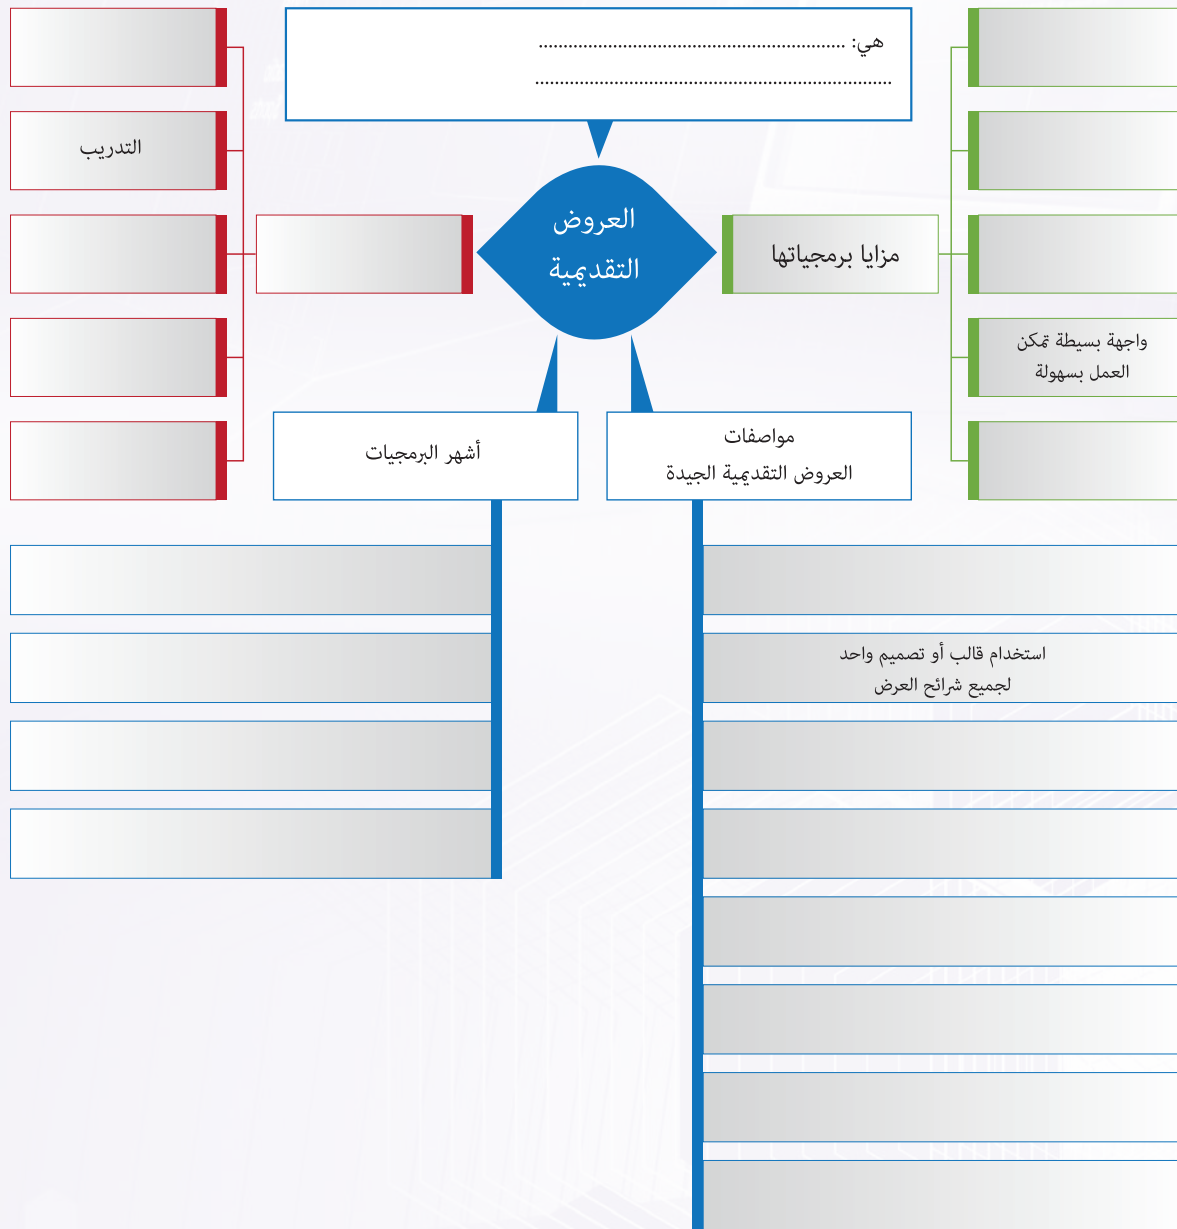 هي: ..............................................................
........................................................................
العروض
التقديمية
مزايا برمجياتها
واجهة بسيطة تمكن
العمل بسهولة
التدريب
مواصفات
العروض التقديمية الجيدة
أشهر البرمجيات
استخدام قالب أو تصميم واحد
لجميع شرائح العرض